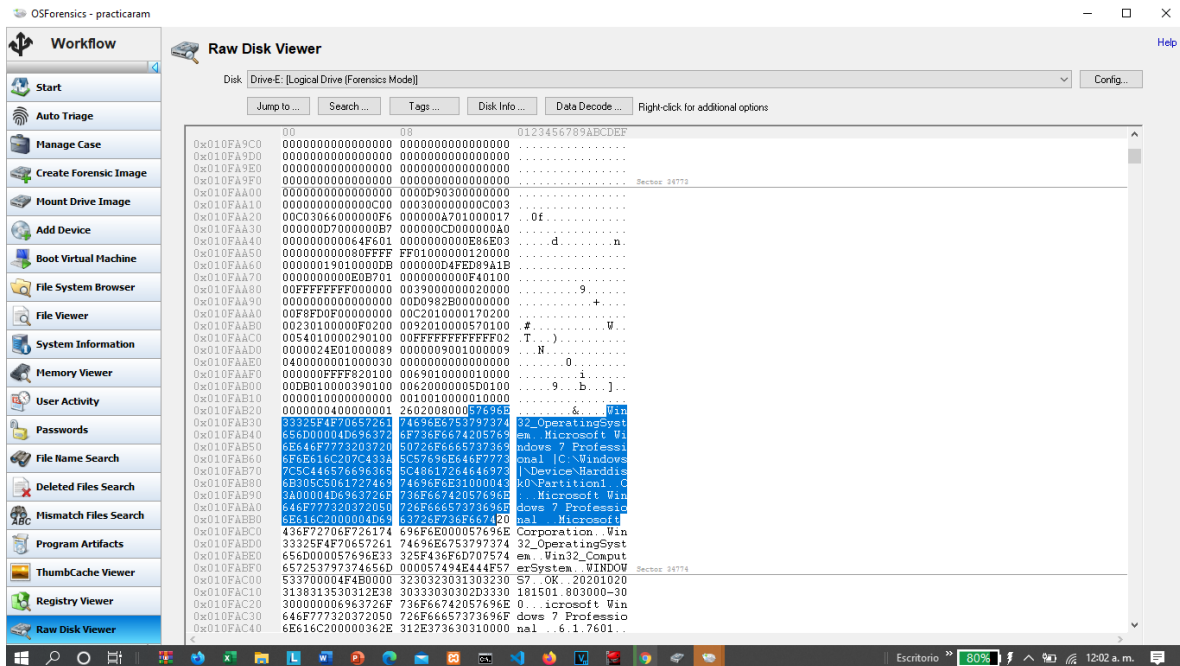 OSForensics - practicaram
Workflow
Start
Auto Triage
Manage Case
Create Forensic Image
Mount Drive Image
Add Device
Boot Virtual Machine
File System Browser
File Viewer
System Information
Memory Viewer
User Activity
Passwords
File Name Search
Deleted Files Search
Mismatch Files Search
Program Artifacts
ThumbCache Viewer
Registry Viewer
Raw Disk Viewer
Help
Raw Disk Viewer
Disk Drive-E: [Logical Drive (Forensics Mode)]
Config...
Jump to ... Search ... Tags ... Disk Info ... Data Decode ... Right-click for additional options
00 08 0123456789ABCDEF
0x010FA9C0 0000000000000000 0000000000000000 ................
0x010FA9D0 0000000000000000 0000000000000000 ................
0x010FA9E0 0000000000000000 0000000000000000 ................
0x010FA9F0 0000000000000000 0000000000000000 ................ Sector 34773
0x010FAA00 0000000000000000 0000D90300000000 ................
0x010FAA10 0000000000000C00 000300000000C003 ................
0x010FAA20 00C03066000000F6 000000A701000017 ..0f............
0x010FAA30 000000D7000000B7 000000CD000000A0 ................
0x010FAA40 000000000064F601 0000000000E86E03 .....d........n.
0x010FAA50 000000000080FFFF FF01000000120000 ................
0x010FAA60 00000019010000DB 000000D4FED89A1B ................
0x010FAA70 0000000000E0B701 0000000000F40100 ................
0x010FAA80 00FFFFFFFF000000 0039000000020000 .........9......
0x010FAA90 0000000000000000 00D0982B00000000 ...........+....
0x010FAAA0 00F8FD0F00000000 00C2010000170200 ................
0x010FAAB0 00230100000F0200 0092010000570100 .#...........W..
0x010FAAC0 0054010000290100 00FFFFFFFFFFFF02 .T...)..........
0x010FAAD0 0000024E01000089 0000009001000009 ...N............
0x010FAAE0 0400000001000030 0000000000000000 .......0........
0x010FAAF0 000000FFFF820100 0069010000010000 .........i......
0x010FAB00 00DB010000390100 00620000005D0100 .....9...b...]..
0x010FAB10 0000010000000000 0010010000010000 ................
0x010FAB20 0000000400000001 260200800057696E ........&....Win
0x010FAB30 33325F4F70657261 74696E6753797374 32_OperatingSyst
0x010FAB40 656D00004D696372 6F736F6674205769 em..Microsoft Wi
0x010FAB50 6E646F7773203720 50726F6665737369 ndows 7 Professi
0x010FAB60 6F6E616C207C433A 5C57696E646F7773 onal |C:\Windows
0x010FAB70 7C5C446576696365 5C48617264646973 |\Device\Harddis
0x010FAB80 6B305C5061727469 74696F6E31000043 k0\Partition1..C
0x010FAB90 3A00004D6963726F 736F66742057696E :..Microsoft Win
0x010FABA0 646F777320372050 726F66657373696F dows 7 Professio
0x010FABB0 6E616C2000004D69 63726F736F667420 nal ..Microsoft
0x010FABC0 436F72706F726174 696F6E000057696E Corporation..Win
0x010FABD0 33325F4F70657261 74696E6753797374 32_OperatingSyst
0x010FABE0 656D000057696E33 325F436F6D707574 em..Win32_Comput
0x010FABF0 657253797374656D 000057494E444F57 erSystem..WINDOW Sector 34774
0x010FAC00 533700004F4B0000 3230323031303230 S7..OK..20201020
0x010FAC10 3138313530312E38 30333030302D3330 181501.803000-30
0x010FAC20 300000006963726F 736F66742057696E 0...icrosoft Win
0x010FAC30 646F777320372050 726F66657373696F dows 7 Professio
0x010FAC40 6E616C200000362E 312E373630310000 nal ..6.1.7601..
Escritorio 80% 12:02 a. m.